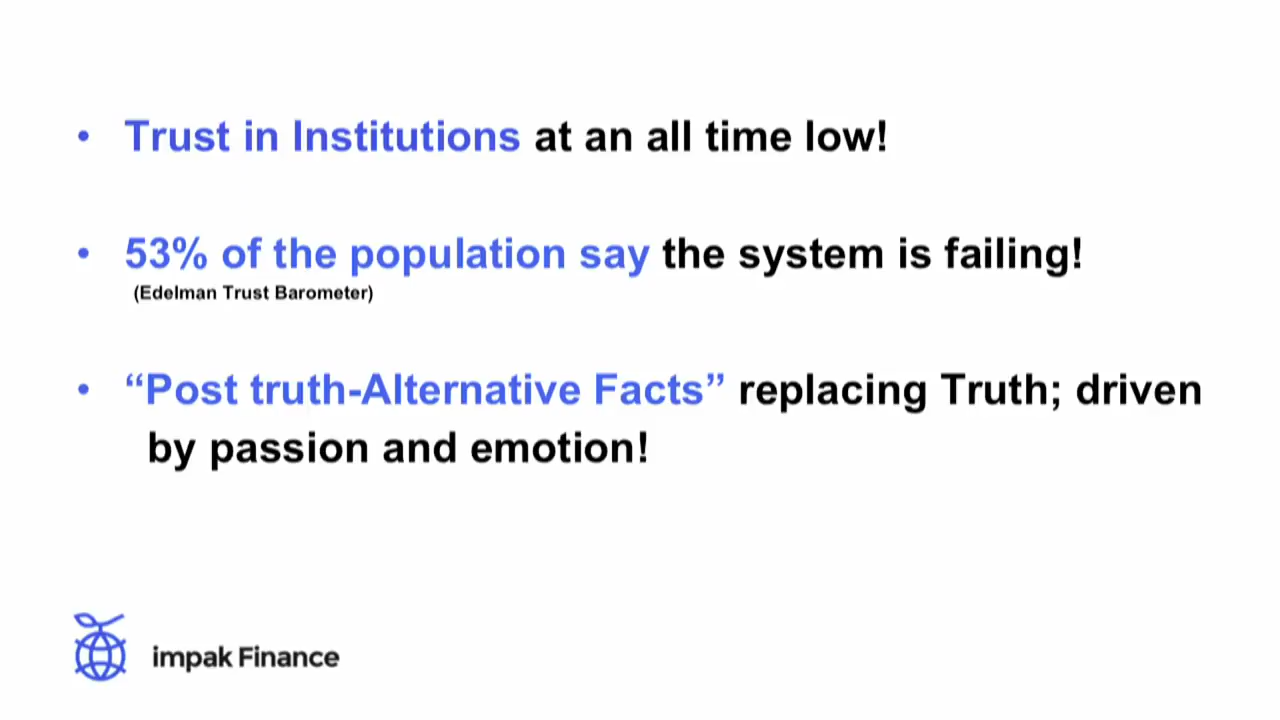 • Trust in Institutions at an all time low!
• 53% of the population say the system is failing!
(Edelman Trust Barometer)
• “Post truth-Alternative Facts” replacing Truth; driven
by passion and emotion!
impak Finance